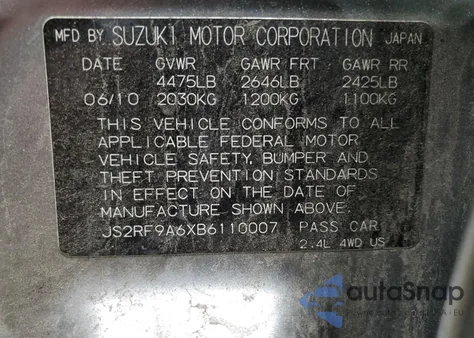 MFD BY SUZUKI MOTOR CORPORATION JAPAN
DATE GVWR GAWR FRT GAWR RR
4475LB 2646LB 2425LB
06/10 2030KG 1200KG 1100KG
THIS VEHICLE CONFORMS TO ALL
APPLICABLE FEDERAL MOTOR
VEHICLE SAFETY, BUMPER AND
THEFT PREVENTION STANDARDS
IN EFFECT ON THE DATE OF
MANUFACTURE SHOWN ABOVE.
JS2RF9A6XB6110007 PASS CAR
2.4L 4WD US
autoSnap